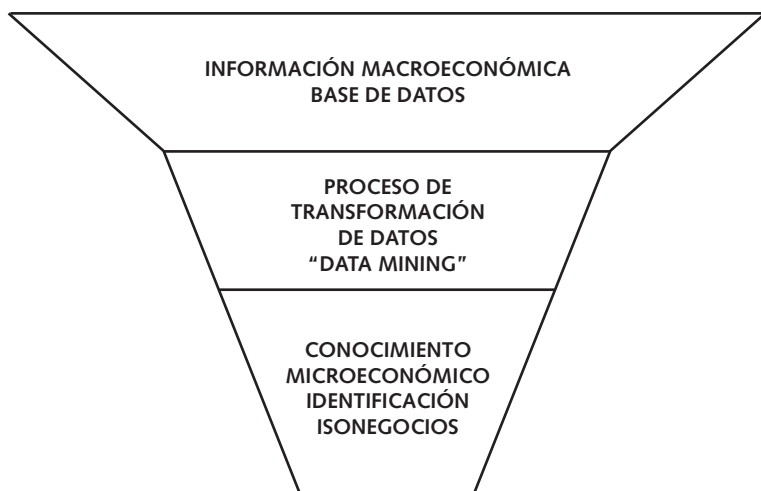 INFORMACIÓN MACROECONÓMICA
BASE DE DATOS
PROCESO DE
TRANSFORMACIÓN
DE DATOS
“DATA MINING”
CONOCIMIENTO
MICROECONÓMICO
IDENTIFICACIÓN
ISONEGOCIOS